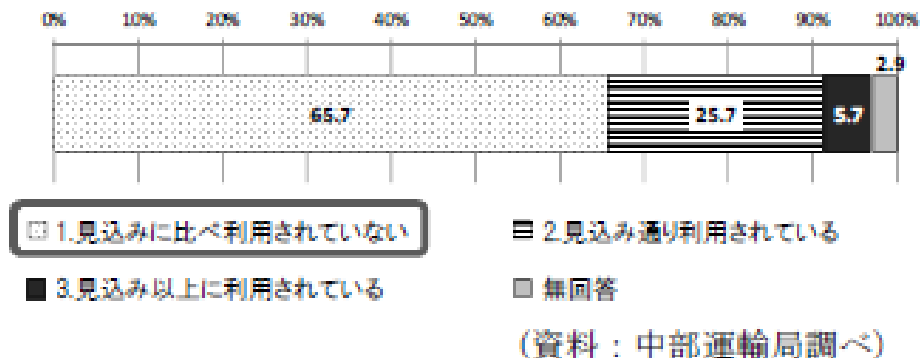 0% 10% 20% 30% 40% 50% 60% 70% 80% 90% 100%
2.9
65.7 25.7 5.7
1.見込みに比べ利用されていない 2.見込み通り利用されている
3.見込み以上に利用されている 無回答
(資料：中部運輸局調べ)